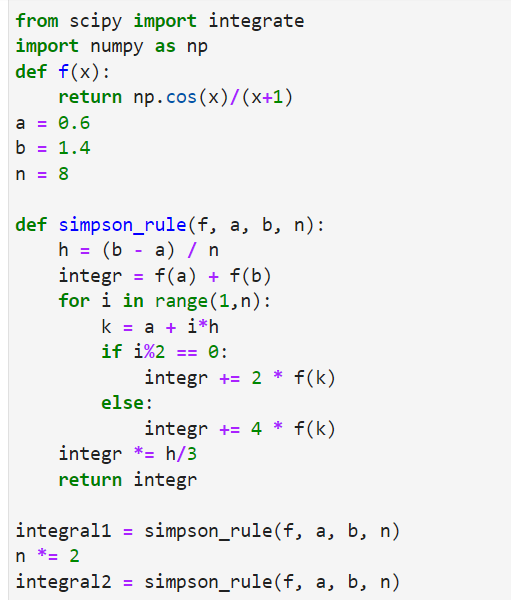 from scipy import integrate
import numpy as np
def f(x):
    return np.cos(x)/(x+1)
a = 0.6
b = 1.4
n = 8

def simpson_rule(f, a, b, n):
    h = (b - a) / n
    integr = f(a) + f(b)
    for i in range(1,n):
        k = a + i*h
        if i%2 == 0:
            integr += 2 * f(k)
        else:
            integr += 4 * f(k)
    integr *= h/3
    return integr

integral1 = simpson_rule(f, a, b, n)
n *= 2
integral2 = simpson_rule(f, a, b, n)